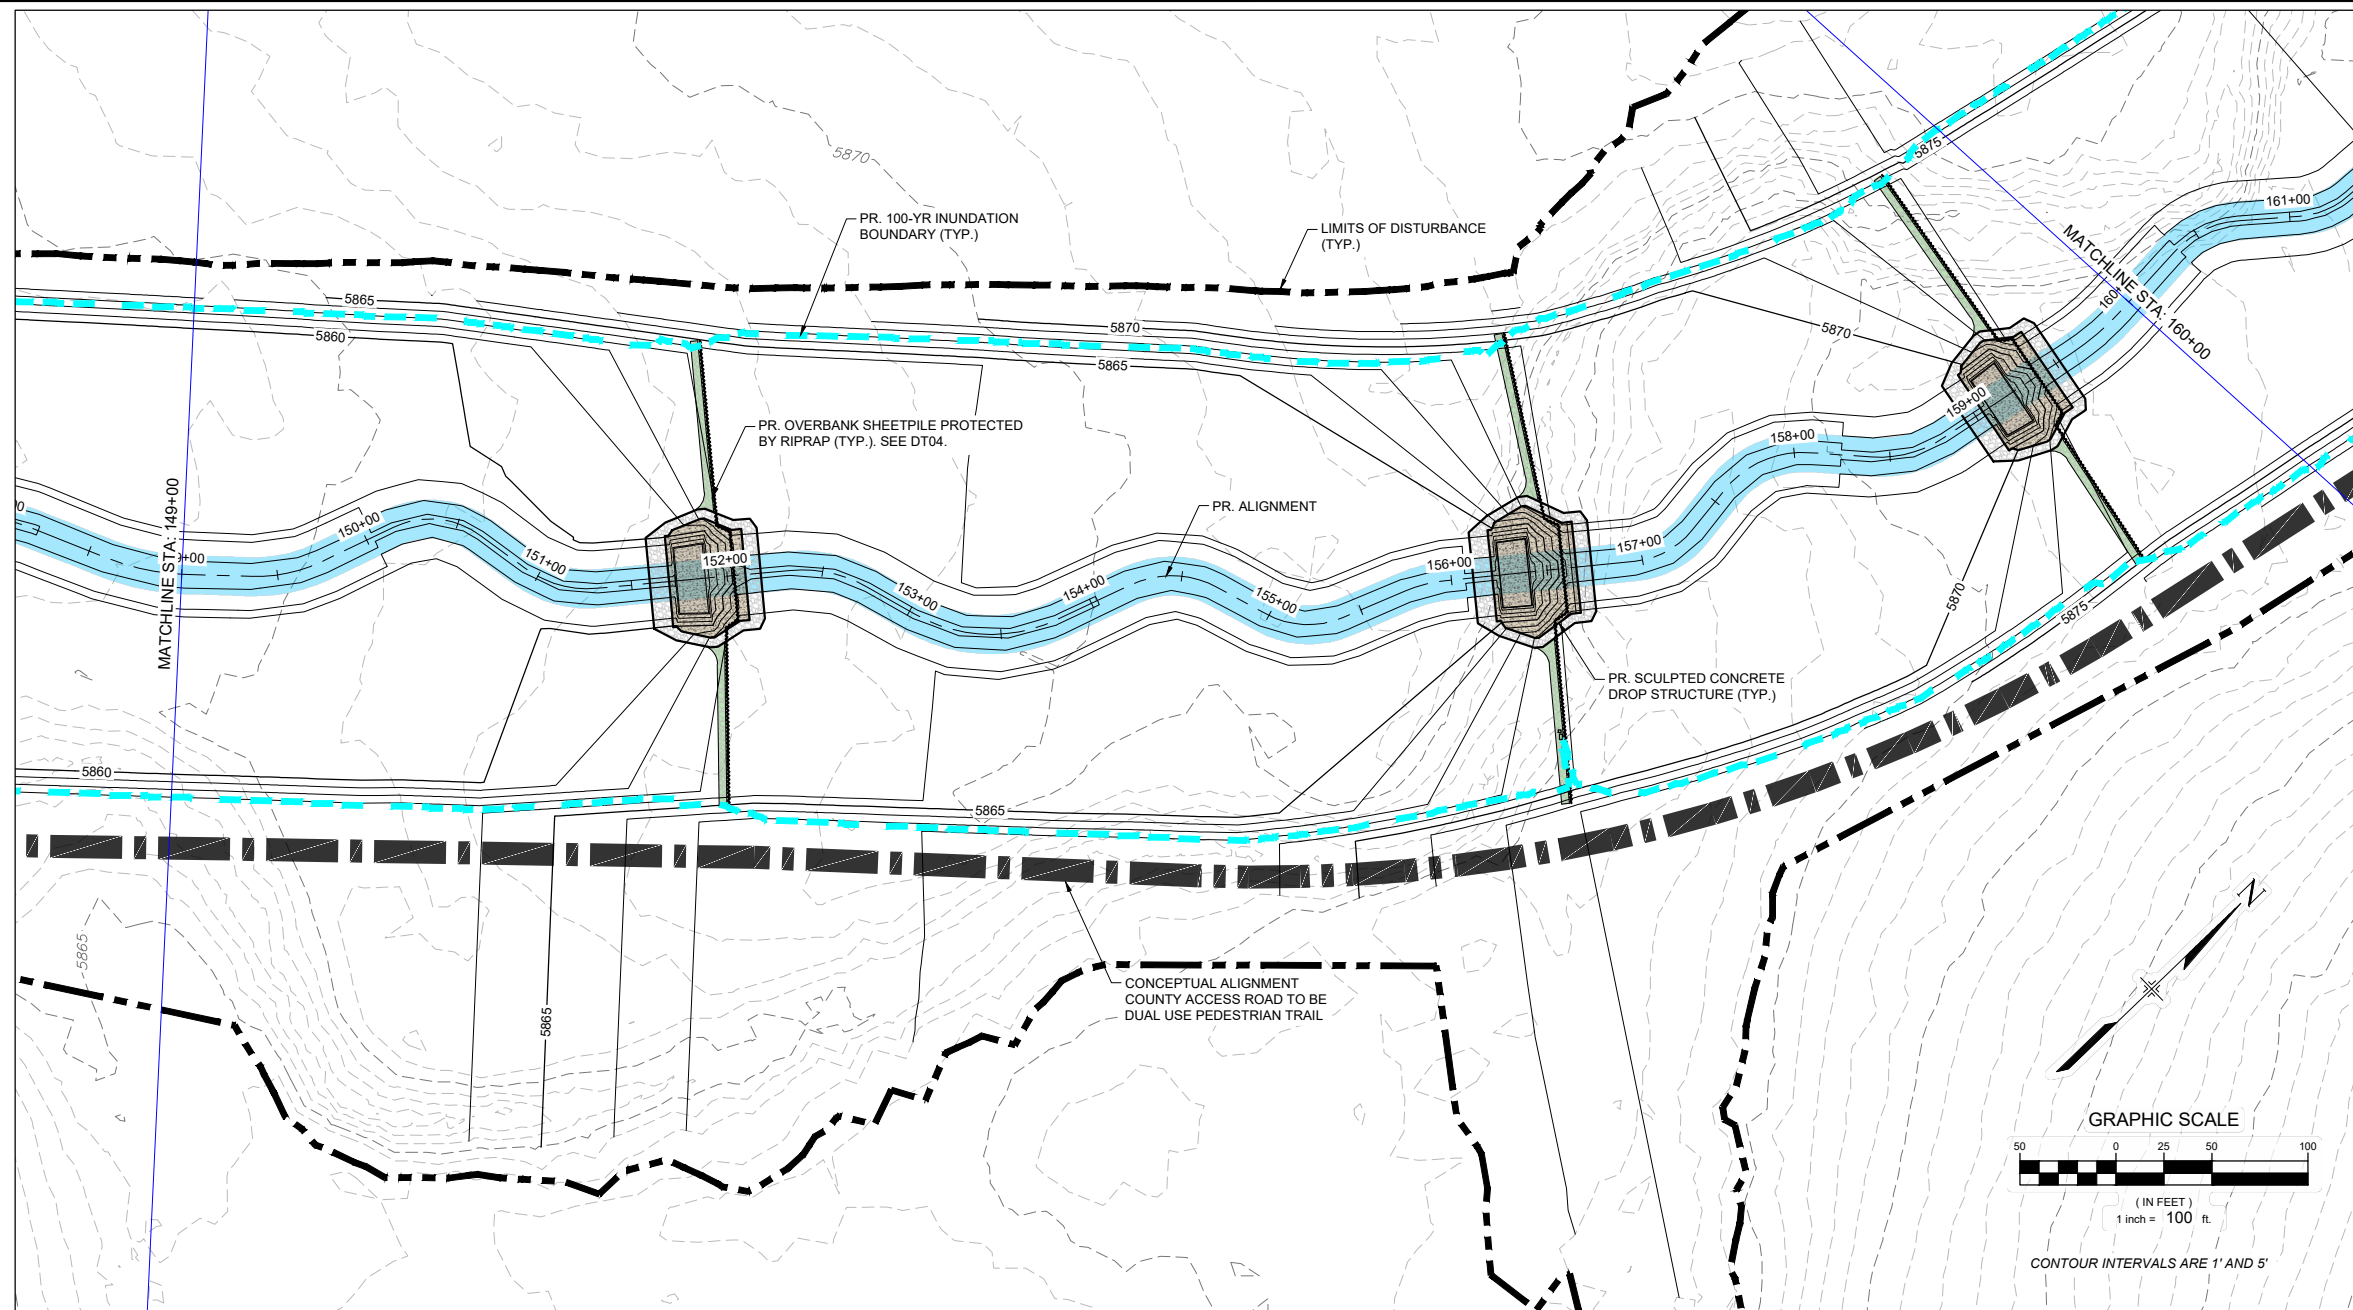 5870
PR. 100-YR INUNDATION
BOUNDARY (TYP.)
LIMITS OF DISTURBANCE
(TYP.)
5875
161+00
MATCHLINE STA: 160+00
160+
5865
5860
5870
5865
5870
159+00
158+00
PR. OVERBANK SHEETPILE PROTECTED
BY RIPRAP (TYP.). SEE DT04.
PR. ALIGNMENT
MATCHLINE STA: 149+00
+00
150+00
151+00
152+00
153+00
154+00
155+00
156+00
157+00
5870
5875
PR. SCULPTED CONCRETE
DROP STRUCTURE (TYP.)
5860
5865
5865
5865
CONCEPTUAL ALIGNMENT
COUNTY ACCESS ROAD TO BE
DUAL USE PEDESTRIAN TRAIL
N
GRAPHIC SCALE
50 0 25 50 100
( IN FEET )
1 inch = 100 ft.
CONTOUR INTERVALS ARE 1' AND 5'